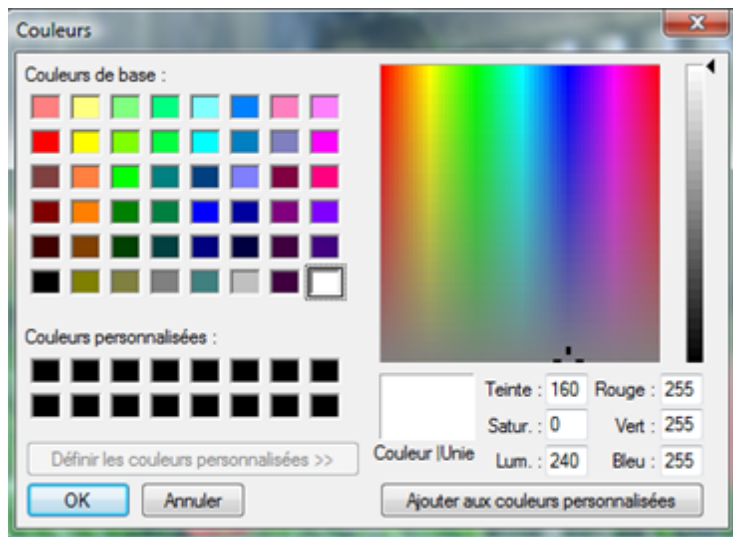 Couleurs
Couleurs de base :
Couleurs personnalisées :
Définir les couleurs personnalisées >>
OK Annuler
Teinte : 160 Rouge : 255
Satur. : 0 Vert : 255
Couleur |Unie Lum. : 240 Bleu : 255
Ajouter aux couleurs personnalisées